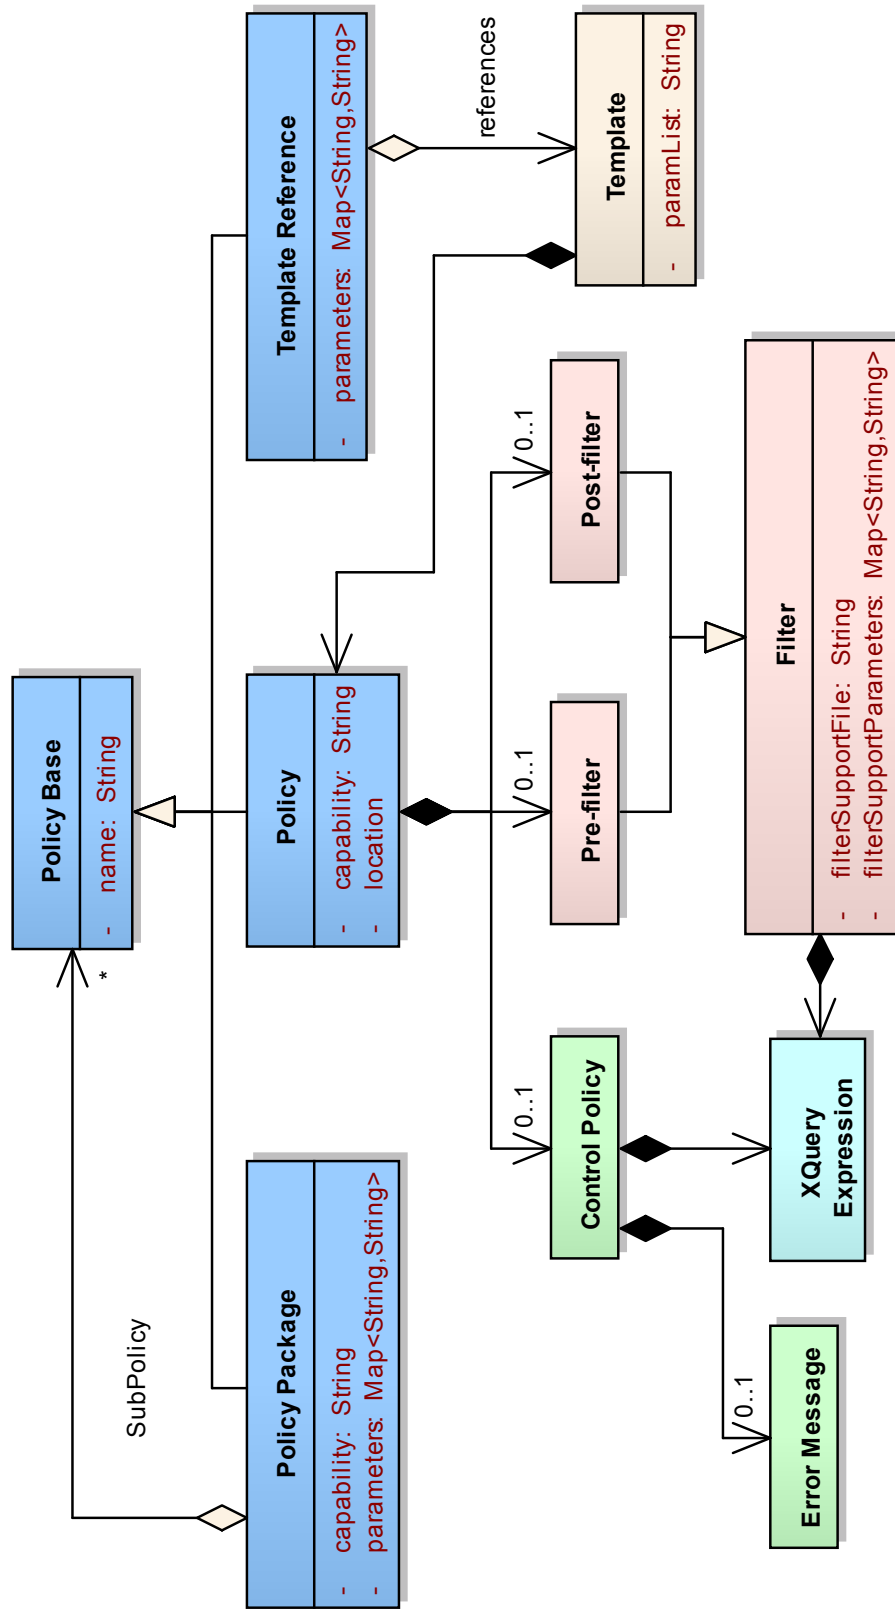 Policy Base
- name: String
SubPolicy
*
Policy Package
- capability: String
- parameters: Map<String,String>
Policy
- capability: String
- location
Template Reference
- parameters: Map<String,String>
references
0..1
0..1
0..1
Control Policy
Pre-filter
Post-filter
Template
- paramList: String
0..1
Error Message
XQuery
Expression
Filter
- filterSupportFile: String
- filterSupportParameters: Map<String,String>